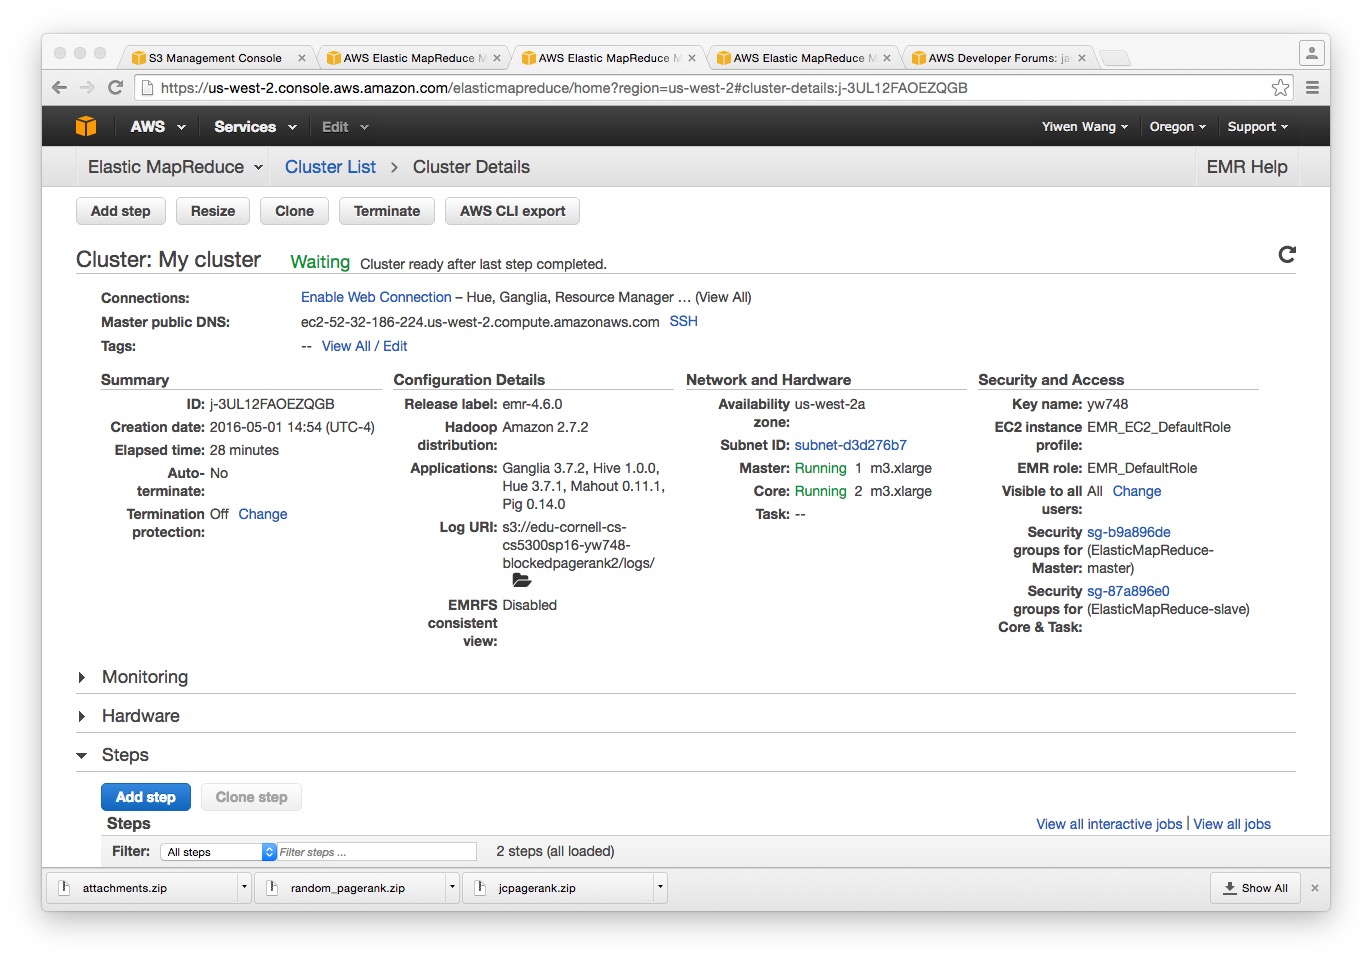 S3 Management Console
AWS Elastic MapReduce M
AWS Elastic MapReduce M
AWS Elastic MapReduce M
AWS Developer Forums: ja
https://us-west-2.console.aws.amazon.com/elasticmapreduce/home?region=us-west-2#cluster-details:j-3UL12FAOEZQGB
AWS Services Edit Yiwen Wang Oregon Support
Elastic MapReduce Cluster List > Cluster Details EMR Help
Add step Resize Clone Terminate AWS CLI export
Cluster: My cluster Waiting Cluster ready after last step completed.
Connections: Enable Web Connection – Hue, Ganglia, Resource Manager ... (View All)
Master public DNS: ec2-52-32-186-224.us-west-2.compute.amazonaws.com SSH
Tags: -- View All / Edit
Summary
ID: j-3UL12FAOEZQGB
Creation date: 2016-05-01 14:54 (UTC-4)
Elapsed time: 28 minutes
Auto- No
terminate:
Termination Off Change
protection:
Configuration Details
Release label: emr-4.6.0
Hadoop Amazon 2.7.2
distribution:
Applications: Ganglia 3.7.2, Hive 1.0.0,
Hue 3.7.1, Mahout 0.11.1,
Pig 0.14.0
Log URI: s3://edu-cornell-cs-
cs5300sp16-yw748-
blockedpagerank2/logs/
EMRFS Disabled
consistent
view:
Network and Hardware
Availability us-west-2a
zone:
Subnet ID: subnet-d3d276b7
Master: Running 1 m3.xlarge
Core: Running 2 m3.xlarge
Task: --
Security and Access
Key name: yw748
EC2 instance EMR_EC2_DefaultRole
profile:
EMR role: EMR_DefaultRole
Visible to all All Change
users:
Security sg-b9a896de
groups for (ElasticMapReduce-
Master: master)
Security sg-87a896e0
groups for (ElasticMapReduce-slave)
Core & Task:
Monitoring
Hardware
Steps
Add step Clone step
Steps View all interactive jobs | View all jobs
Filter: All steps Filter steps ... 2 steps (all loaded)
attachments.zip random_pagerank.zip jcpagerank.zip Show All